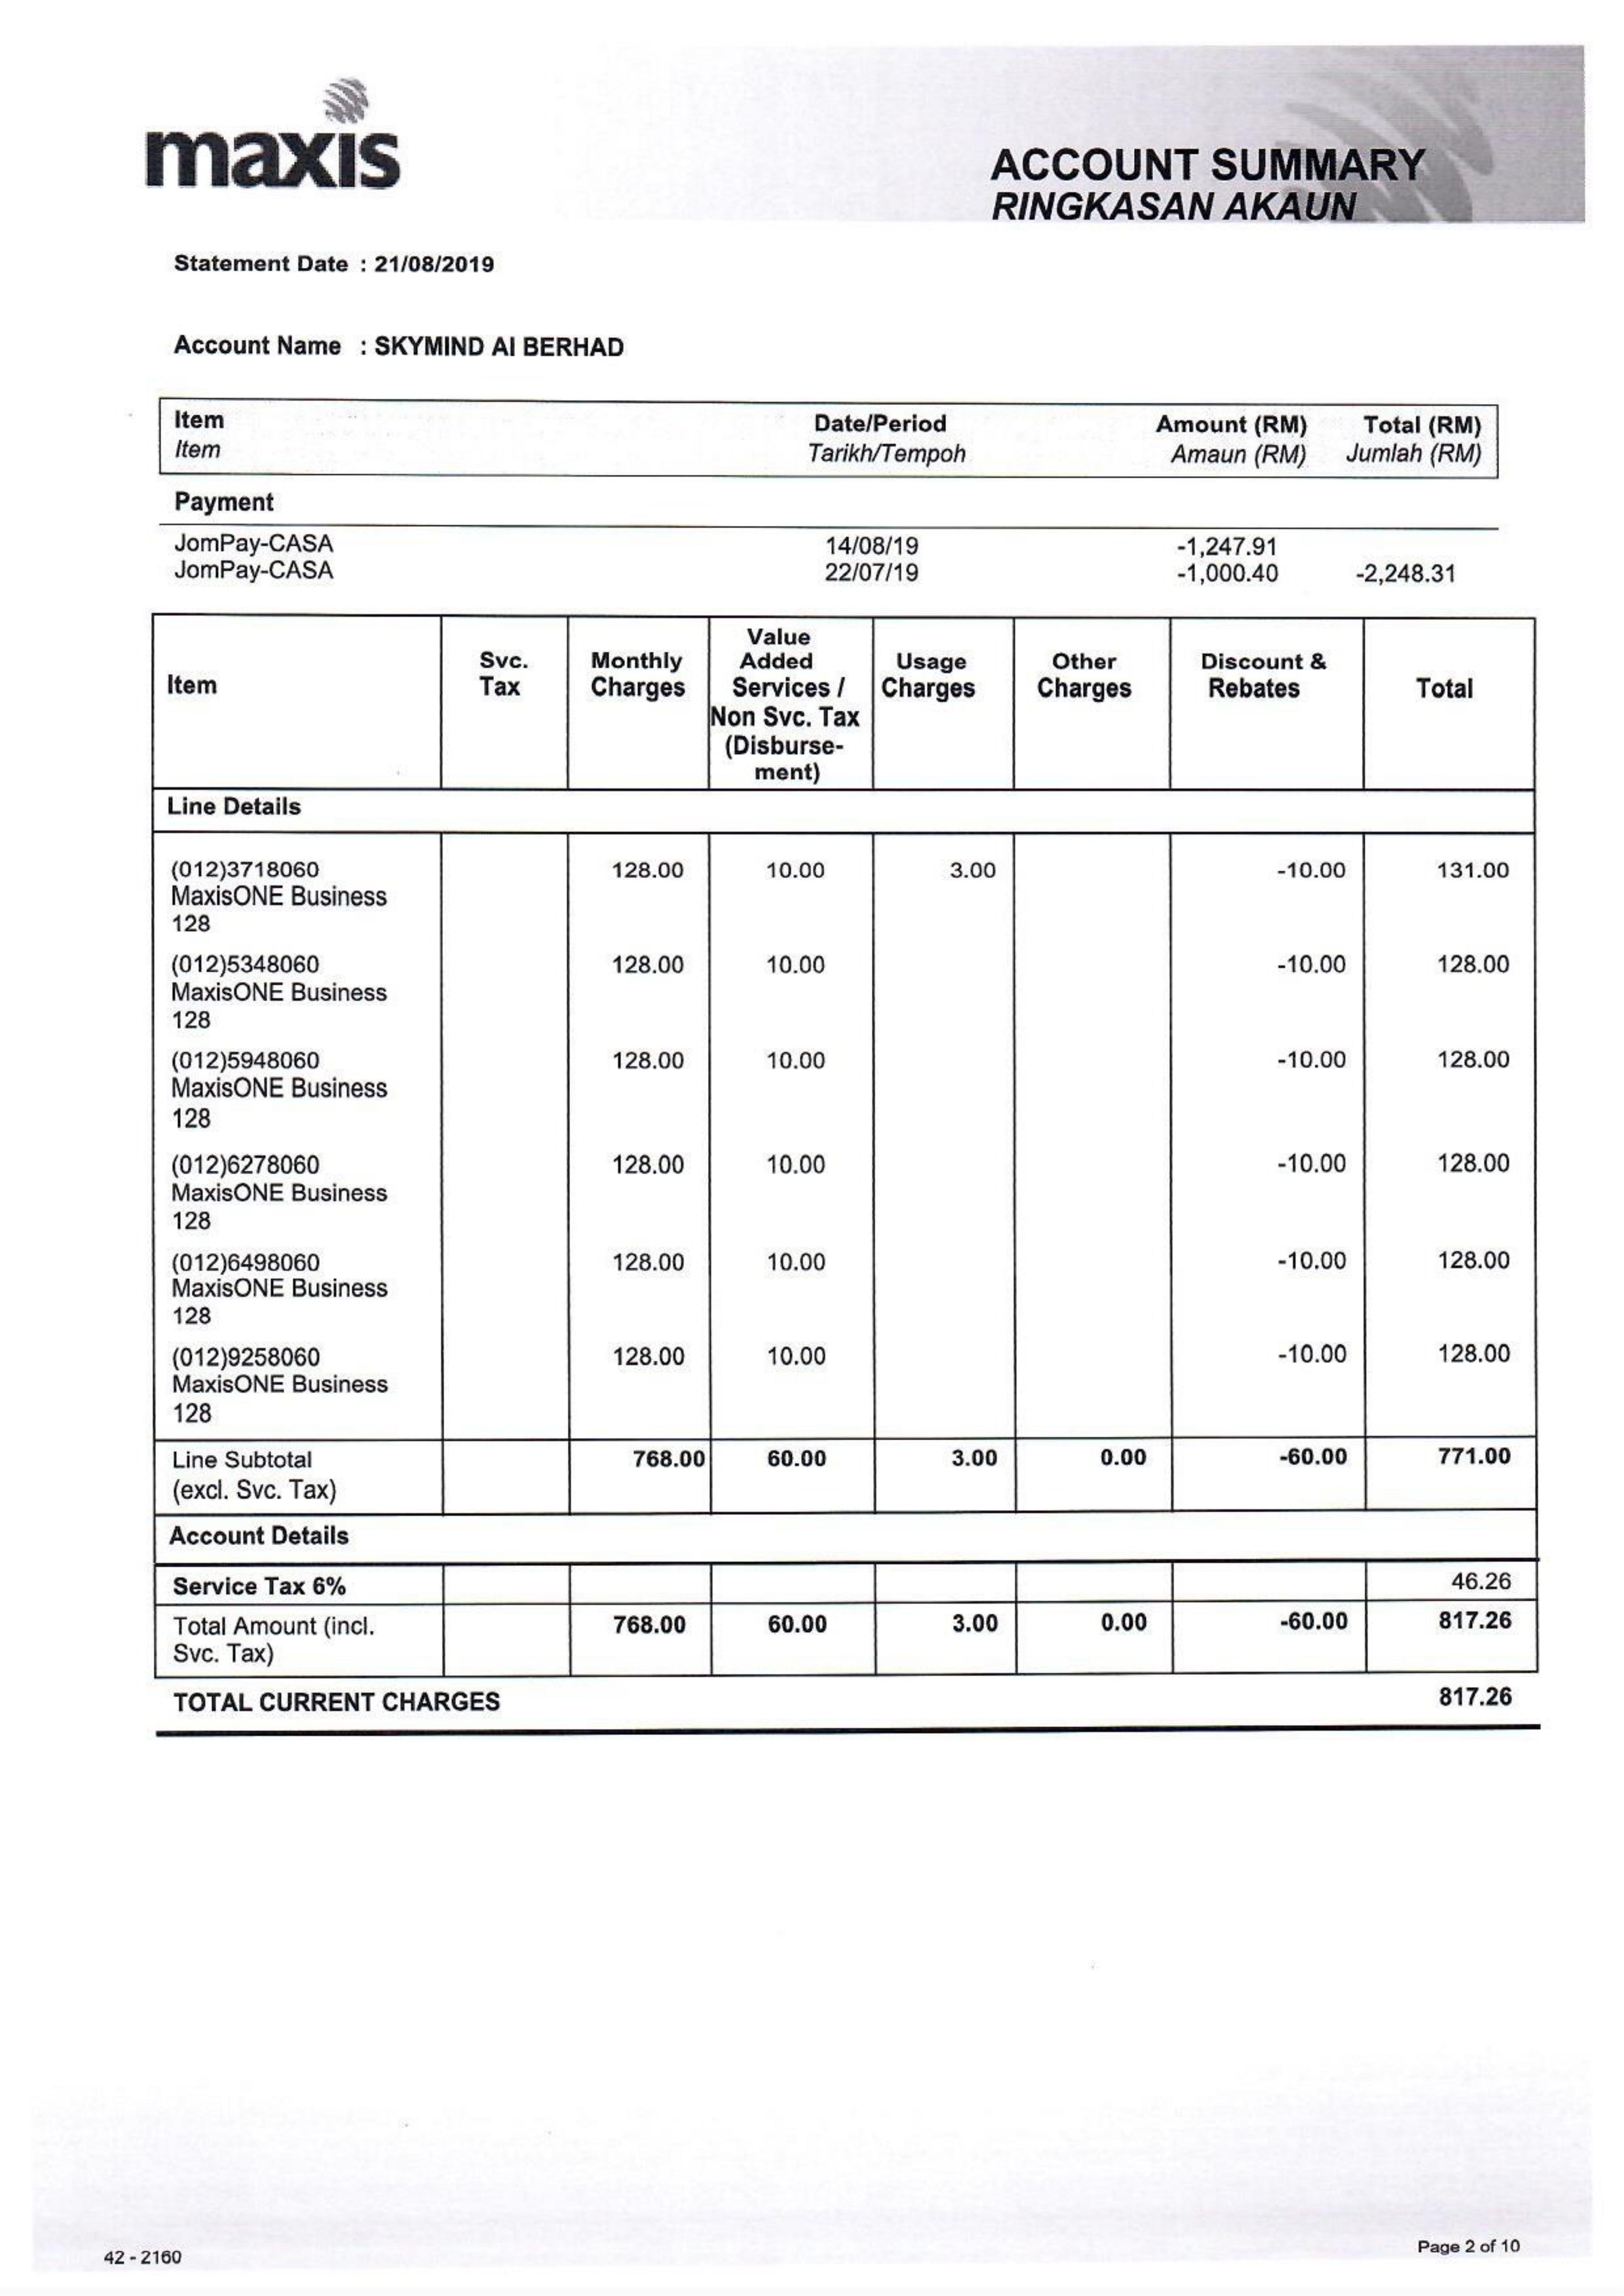 maxis
ACCOUNT SUMMARY
RINGKASAN AKAUN
Statement Date : 21/08/2019
Account Name : SKYMIND AI BERHAD
Item Date/Period Amount (RM) Total (RM)
Item Tarikh/Tempoh Amaun (RM) Jumlah (RM)
Payment
JomPay-CASA 14/08/19 -1,247.91
JomPay-CASA 22/07/19 -1,000.40 -2,248.31
Value
Svc. Monthly Added Usage Other Discount &
Item Tax Charges Services / Charges Charges Rebates Total
Non Svc. Tax
(Disburse-
ment)
Line Details
(012)3718060 128.00 10.00 3.00 -10.00 131.00
MaxisONE Business
128
(012)5348060 128.00 10.00 -10.00 128.00
MaxisONE Business
128
(012)5948060 128.00 10.00 -10.00 128.00
MaxisONE Business
128
(012)6278060 128.00 10.00 -10.00 128.00
MaxisONE Business
128
(012)6498060 128.00 10.00 -10.00 128.00
MaxisONE Business
128
(012)9258060 128.00 10.00 -10.00 128.00
MaxisONE Business
128
Line Subtotal 768.00 60.00 3.00 0.00 -60.00 771.00
(excl. Svc. Tax)
Account Details
Service Tax 6% 46.26
Total Amount (incl. 768.00 60.00 3.00 0.00 -60.00 817.26
Svc. Tax)
TOTAL CURRENT CHARGES 817.26
42 - 2160 Page 2 of 10